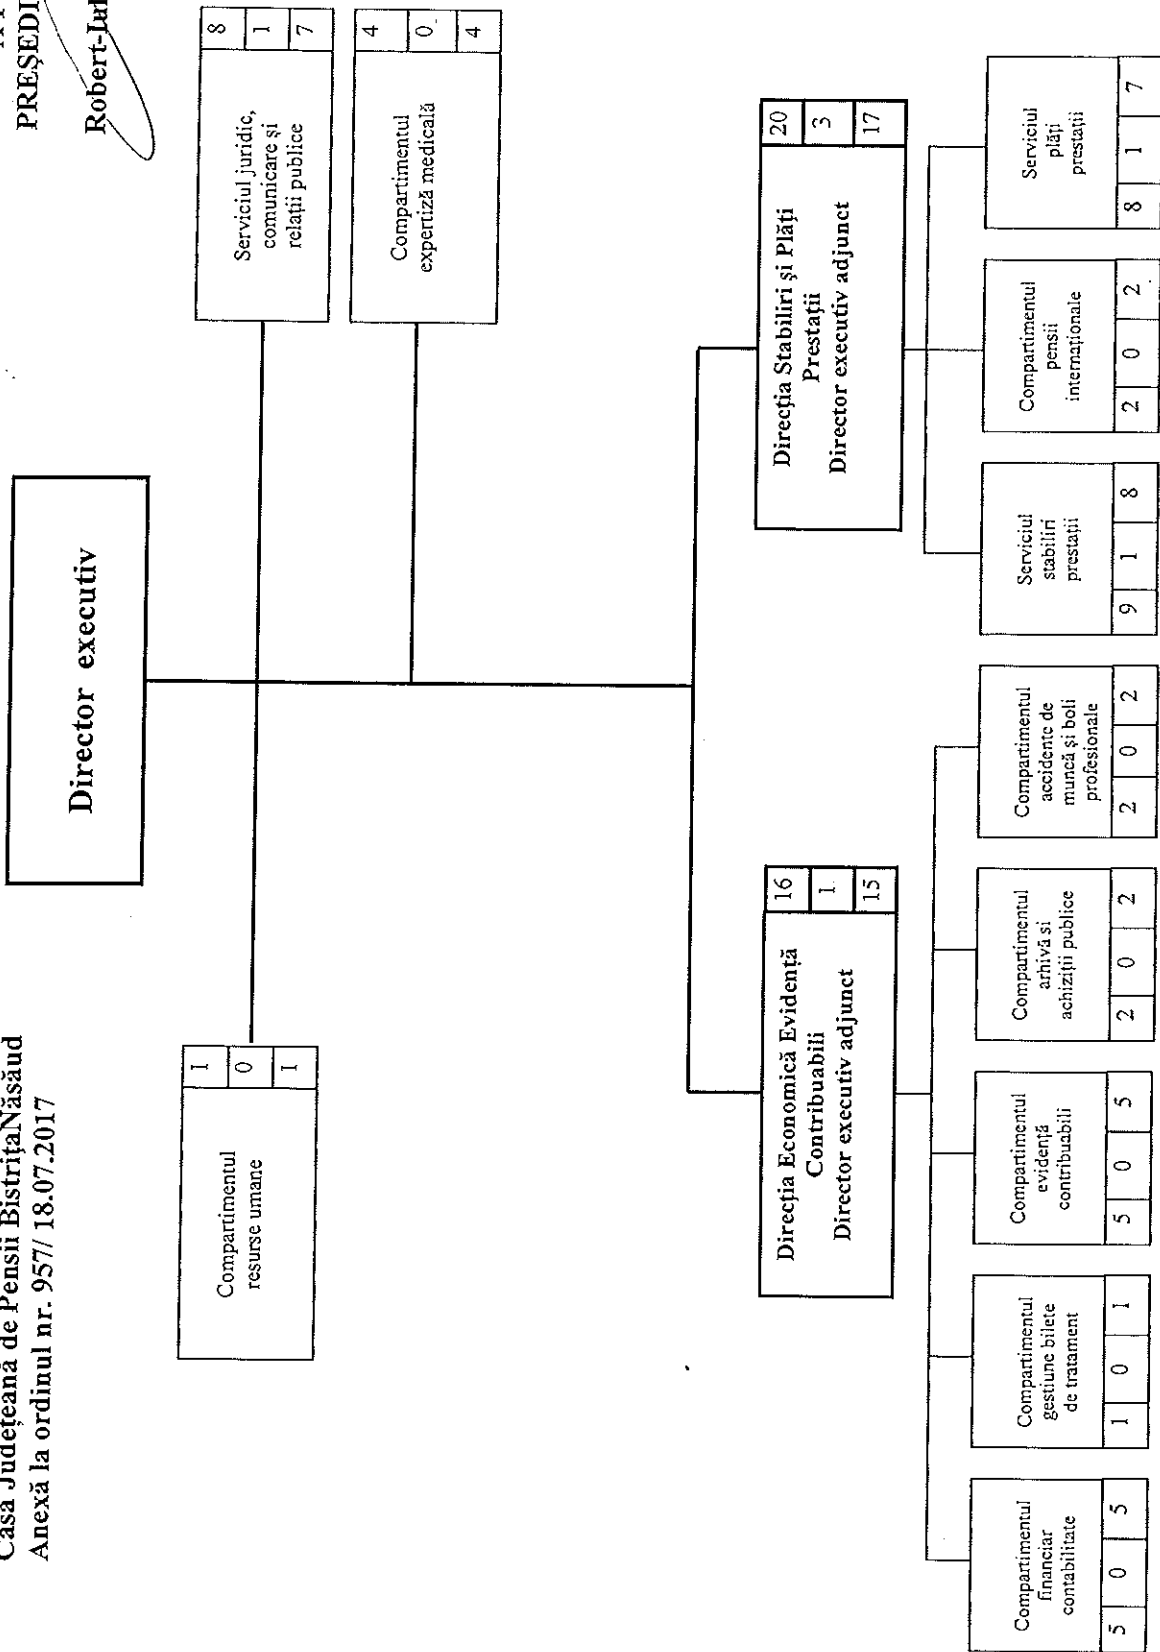 Casa Județeană de Pensii BistrițaNăsăud
Anexă la ordinul nr. 957/ 18.07.2017
Director executiv
Compartimentul
resurse umane
1
0
1
Serviciul juridic,
comunicare și
relații publice
8
1
7
Compartimentul
expertiză medicală
4
0
4
Direcția Economică Evidență
Contribuabili
Director executiv adjunct
16
1
15
Direcția Stabiliri și Plăți
Prestații
Director executiv adjunct
20
3
17
Compartimentul
financiar
contabilitate
5 0 5
Compartimentul
gestiune bilete
de tratament
1 0 1
Compartimentul
evidență
contribuabili
5 0 5
Compartimentul
arhivă si
achiziții publice
2 0 2
Compartimentul
accidente de
muncă și boli
profesionale
2 0 2
Serviciul
stabiliri
prestații
9 1 8
Compartimentul
pensii
internaționale
2 0 2
Serviciul
plăți
prestații
8 1 7